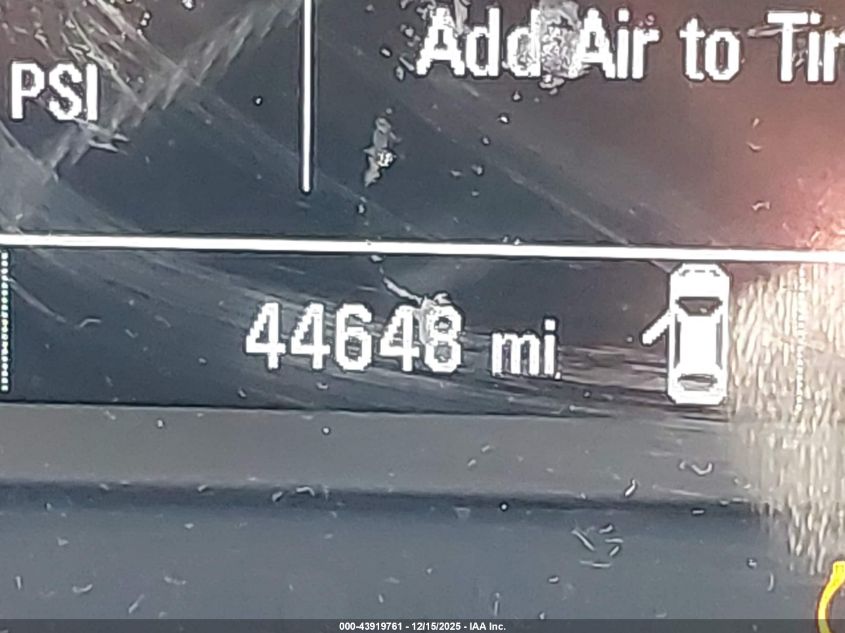 Add Air to Tir
PSI
44648 mi
000-43919761 - 12/15/2025 - IAA Inc.